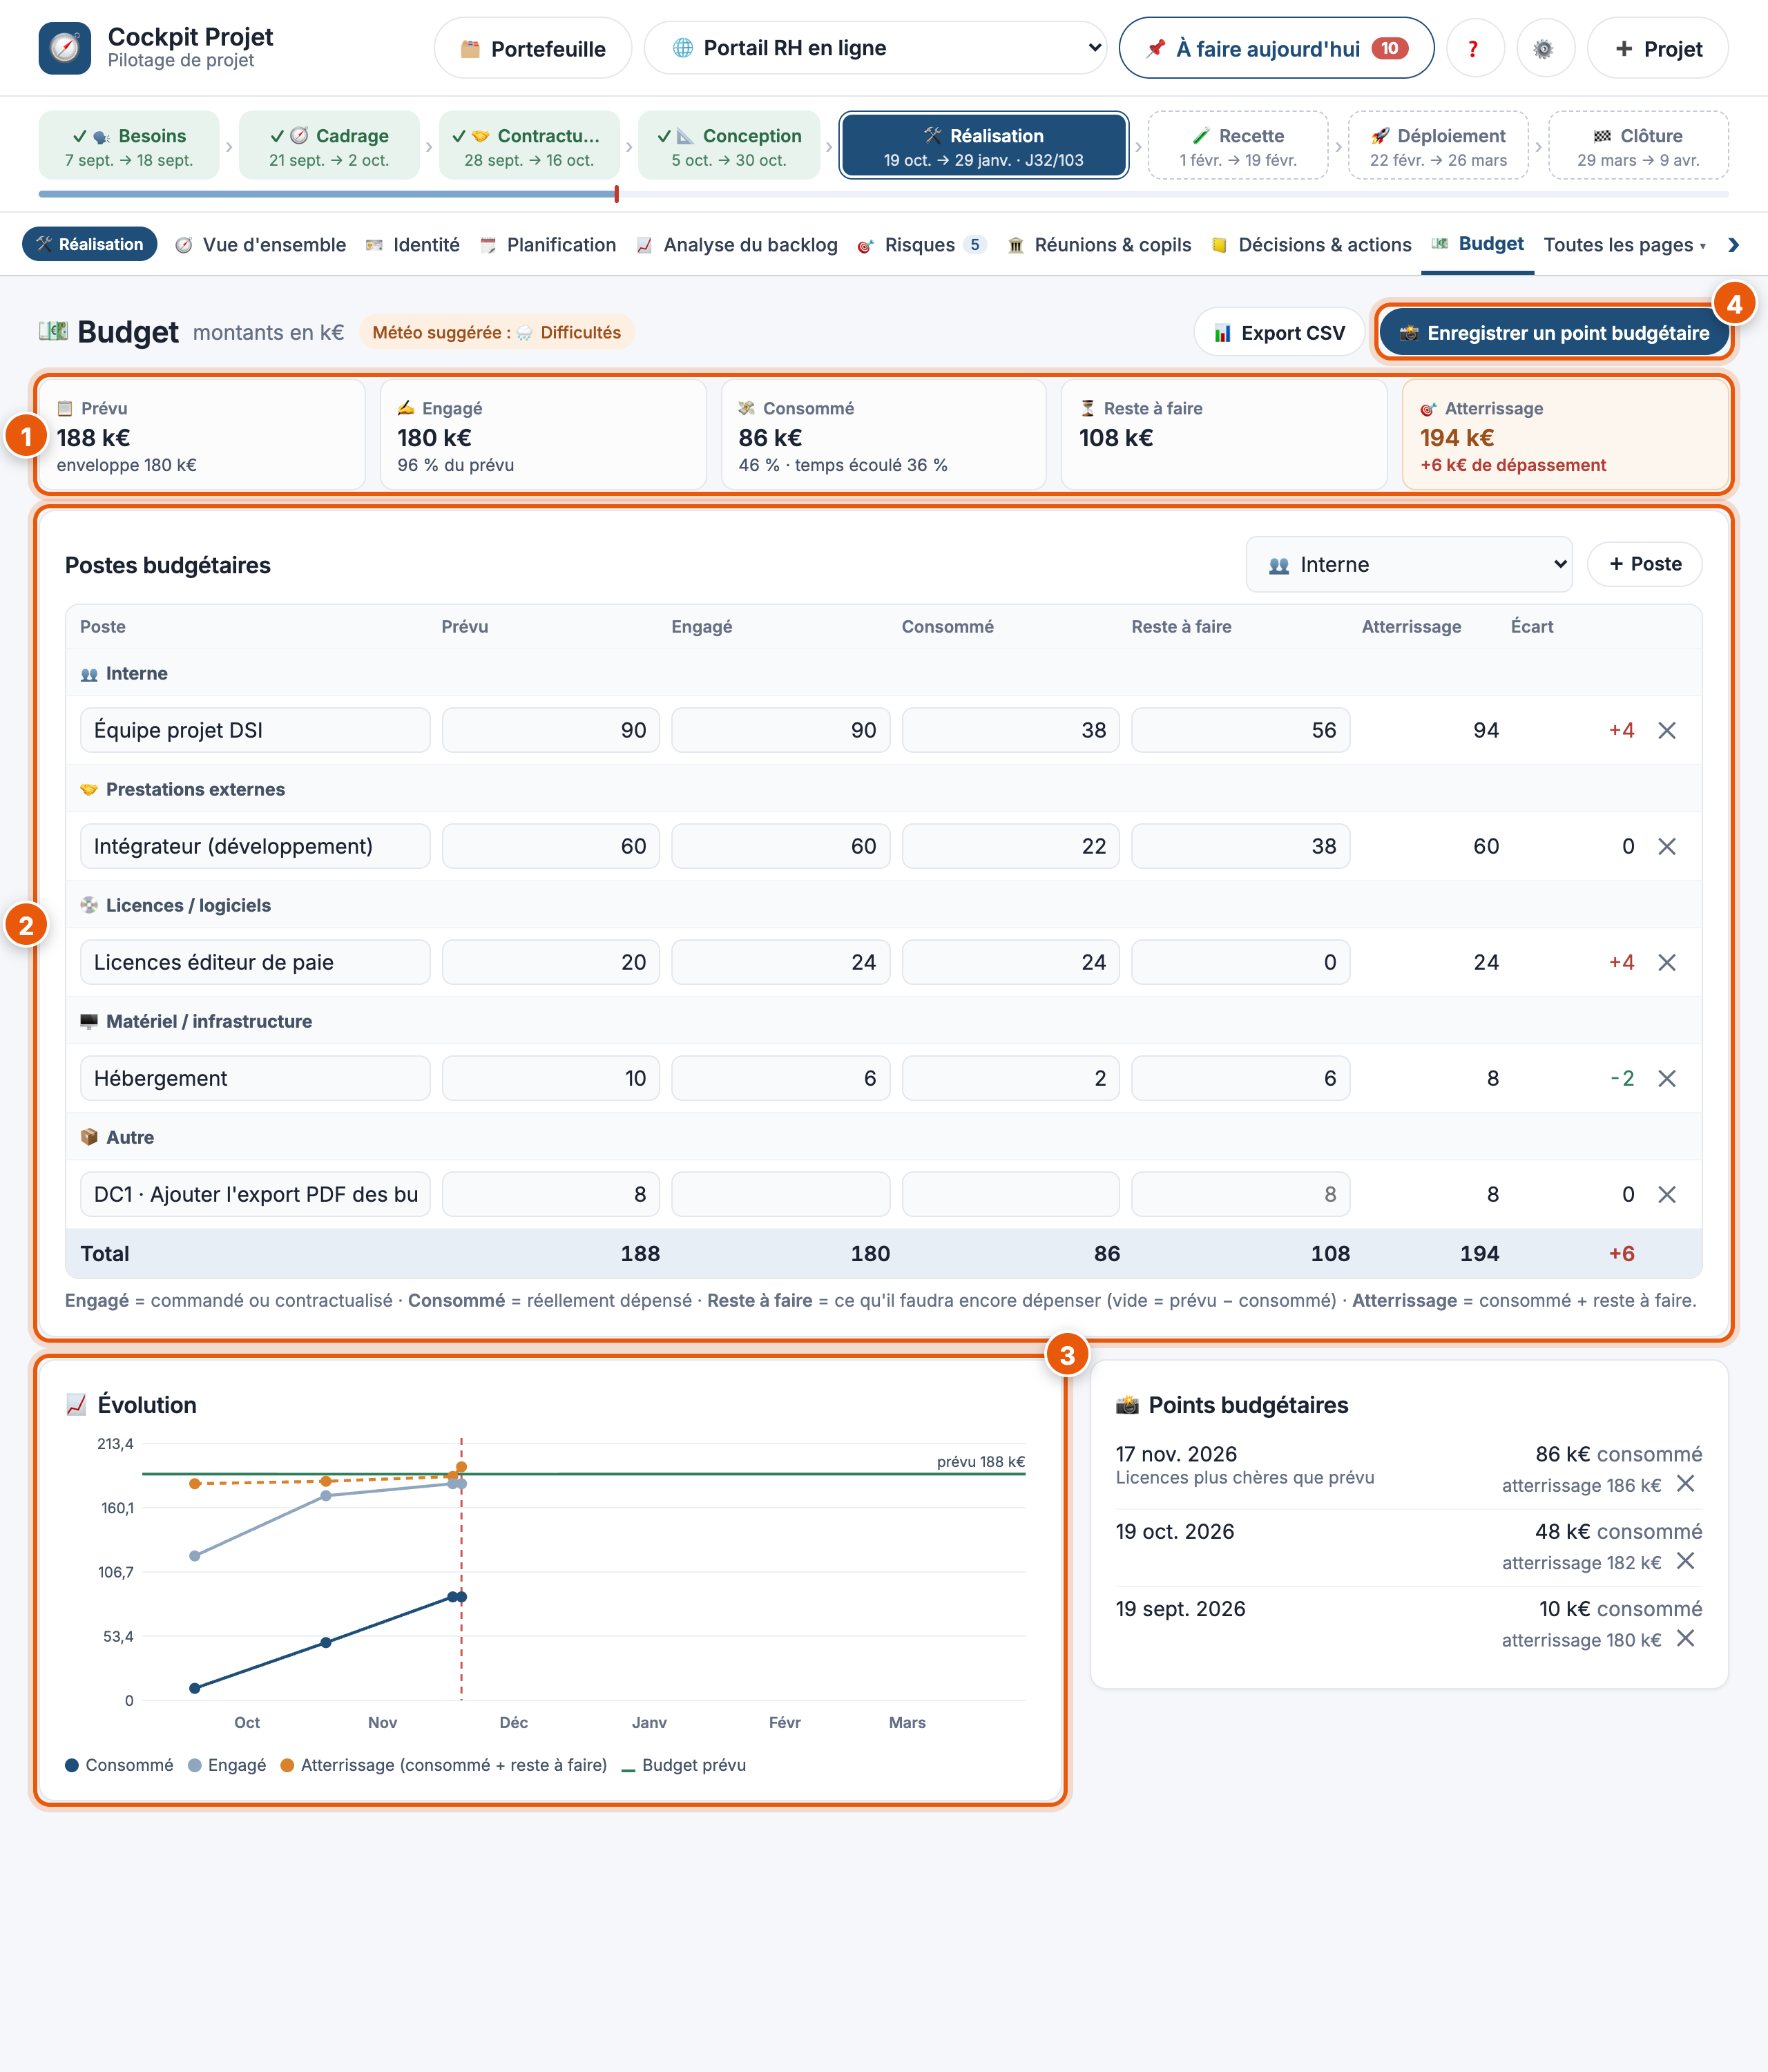 Cockpit Projet
Pilotage de projet
Portefeuille
Portail RH en ligne
À faire aujourd'hui 10
?
+ Projet
✓ Besoins
7 sept. → 18 sept.
✓ Cadrage
21 sept. → 2 oct.
✓ Contractu...
28 sept. → 16 oct.
✓ Conception
5 oct. → 30 oct.
Réalisation
19 oct. → 29 janv. · J32/103
Recette
1 févr. → 19 févr.
Déploiement
22 févr. → 26 mars
Clôture
29 mars → 9 avr.
Réalisation
Vue d'ensemble
Identité
Planification
Analyse du backlog
Risques 5
Réunions & copils
Décisions & actions
Budget
Toutes les pages ▾
Budget montants en k€
Météo suggérée : Difficultés
Export CSV
Enregistrer un point budgétaire
4
1
Prévu
188 k€
enveloppe 180 k€
Engagé
180 k€
96 % du prévu
Consommé
86 k€
46 % · temps écoulé 36 %
Reste à faire
108 k€
Atterrissage
194 k€
+6 k€ de dépassement
2
Postes budgétaires
Interne
+ Poste
Poste Prévu Engagé Consommé Reste à faire Atterrissage Écart
Interne
Équipe projet DSI 90 90 38 56 94 +4
Prestations externes
Intégrateur (développement) 60 60 22 38 60 0
Licences / logiciels
Licences éditeur de paie 20 24 24 0 24 +4
Matériel / infrastructure
Hébergement 10 6 2 6 8 -2
Autre
DC1 · Ajouter l'export PDF des bu 8 8 8 0
Total 188 180 86 108 194 +6
Engagé = commandé ou contractualisé · Consommé = réellement dépensé · Reste à faire = ce qu'il faudra encore dépenser (vide = prévu − consommé) · Atterrissage = consommé + reste à faire.
3
Évolution
213,4
160,1
106,7
53,4
0
prévu 188 k€
Oct Nov Déc Janv Févr Mars
Consommé Engagé Atterrissage (consommé + reste à faire) Budget prévu
Points budgétaires
17 nov. 2026 86 k€ consommé
Licences plus chères que prévu atterrissage 186 k€
19 oct. 2026 48 k€ consommé
atterrissage 182 k€
19 sept. 2026 10 k€ consommé
atterrissage 180 k€